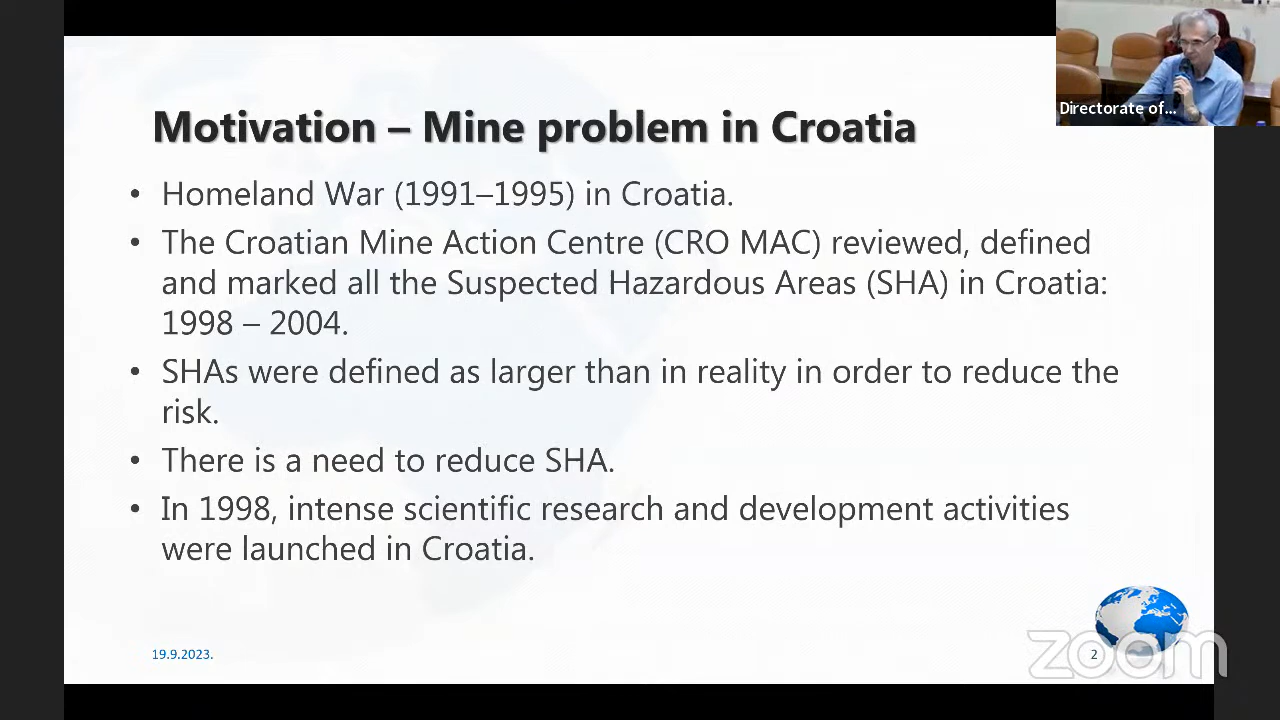 Directorate of...
Motivation – Mine problem in Croatia
• Homeland War (1991–1995) in Croatia.
• The Croatian Mine Action Centre (CRO MAC) reviewed, defined
and marked all the Suspected Hazardous Areas (SHA) in Croatia:
1998 – 2004.
• SHAs were defined as larger than in reality in order to reduce the
risk.
• There is a need to reduce SHA.
• In 1998, intense scientific research and development activities
were launched in Croatia.
19.9.2023.
2
zoom